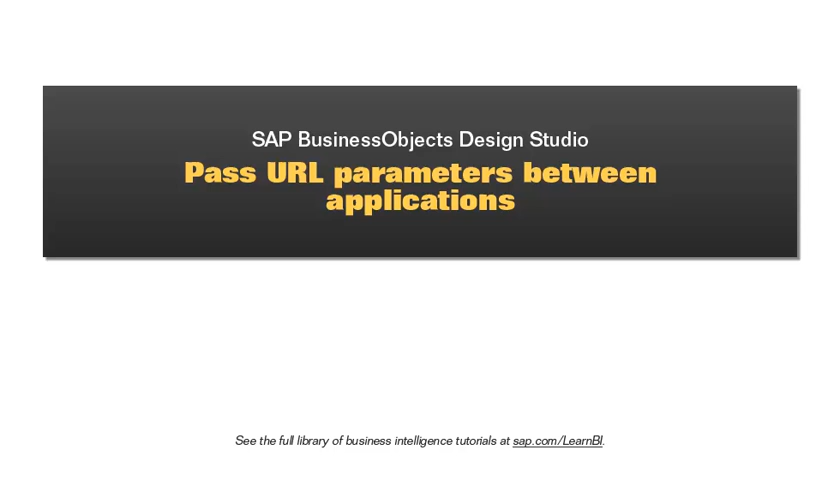 SAP BusinessObjects Design Studio
Pass URL parameters between
applications
See the full library of business intelligence tutorials at sap.com/LearnBI.